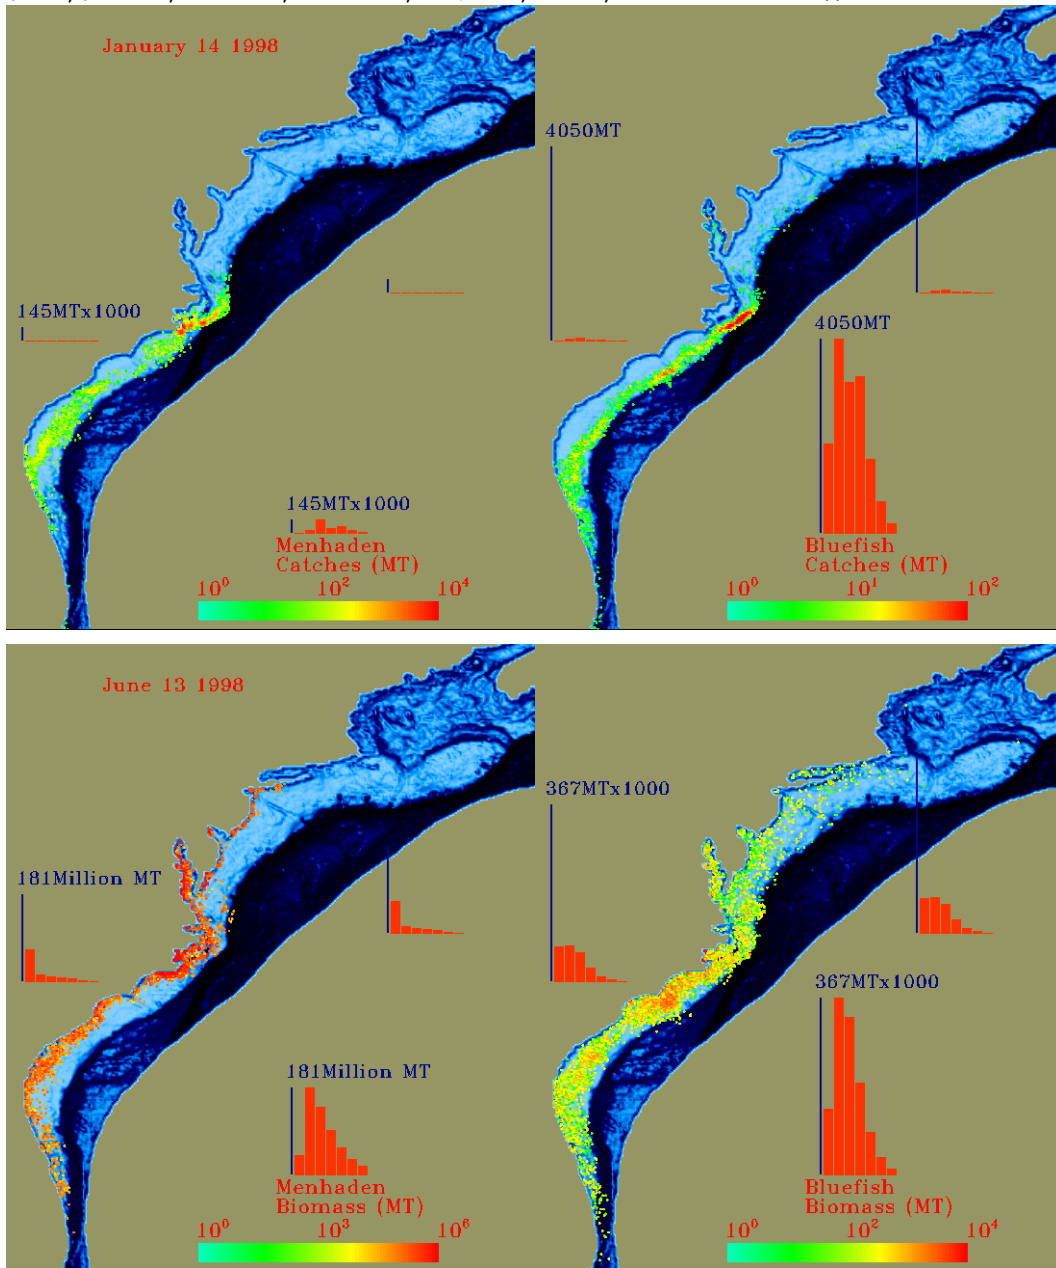 January 14 1998
4050MT
145MTx1000
4050MT
145MTx1000
Menhaden
Catches (MT)
10⁰ 10² 10⁴
Bluefish
Catches (MT)
10⁰ 10¹ 10²
June 13 1998
367MTx1000
181Million MT
367MTx1000
181Million MT
Menhaden
Biomass (MT)
10⁰ 10³ 10⁶
Bluefish
Biomass (MT)
10⁰ 10² 10⁴